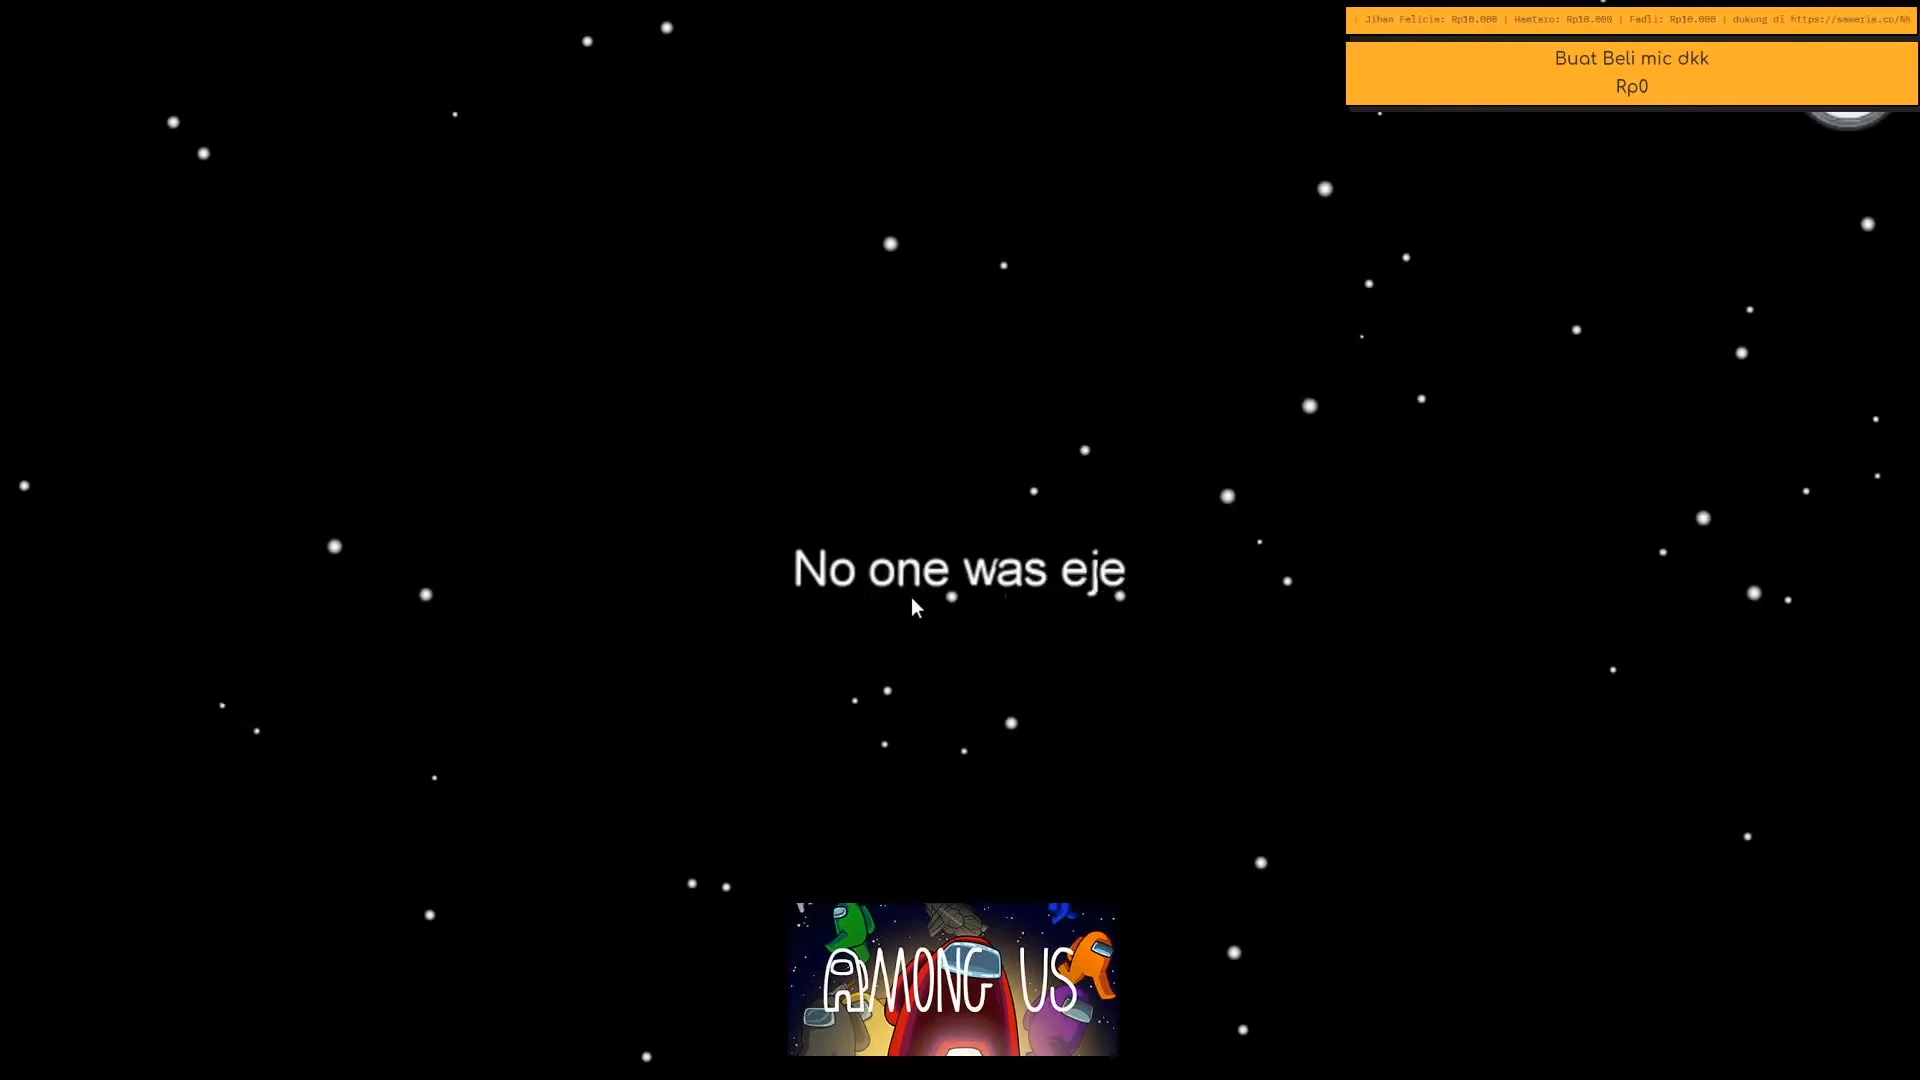 Jihan Felicia: Rp10.000 | Hamtaro: Rp10.000 | Fadli: Rp10.000 | dukung di https://saweria.co/
Buat Beli mic dkk
Rp0
No one was eje
AMONG US